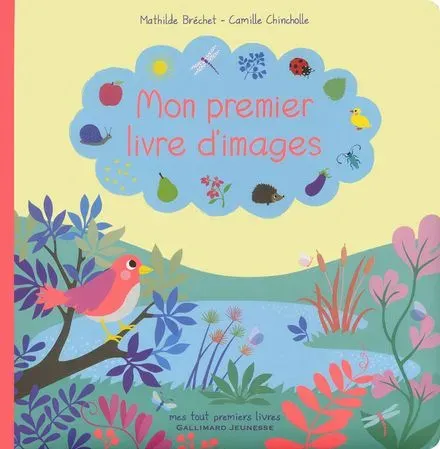 Mathilde Bréchet - Camille Chincholle
Mon premier
livre d'images
mes tout premiers livres
GALLIMARD JEUNESSE